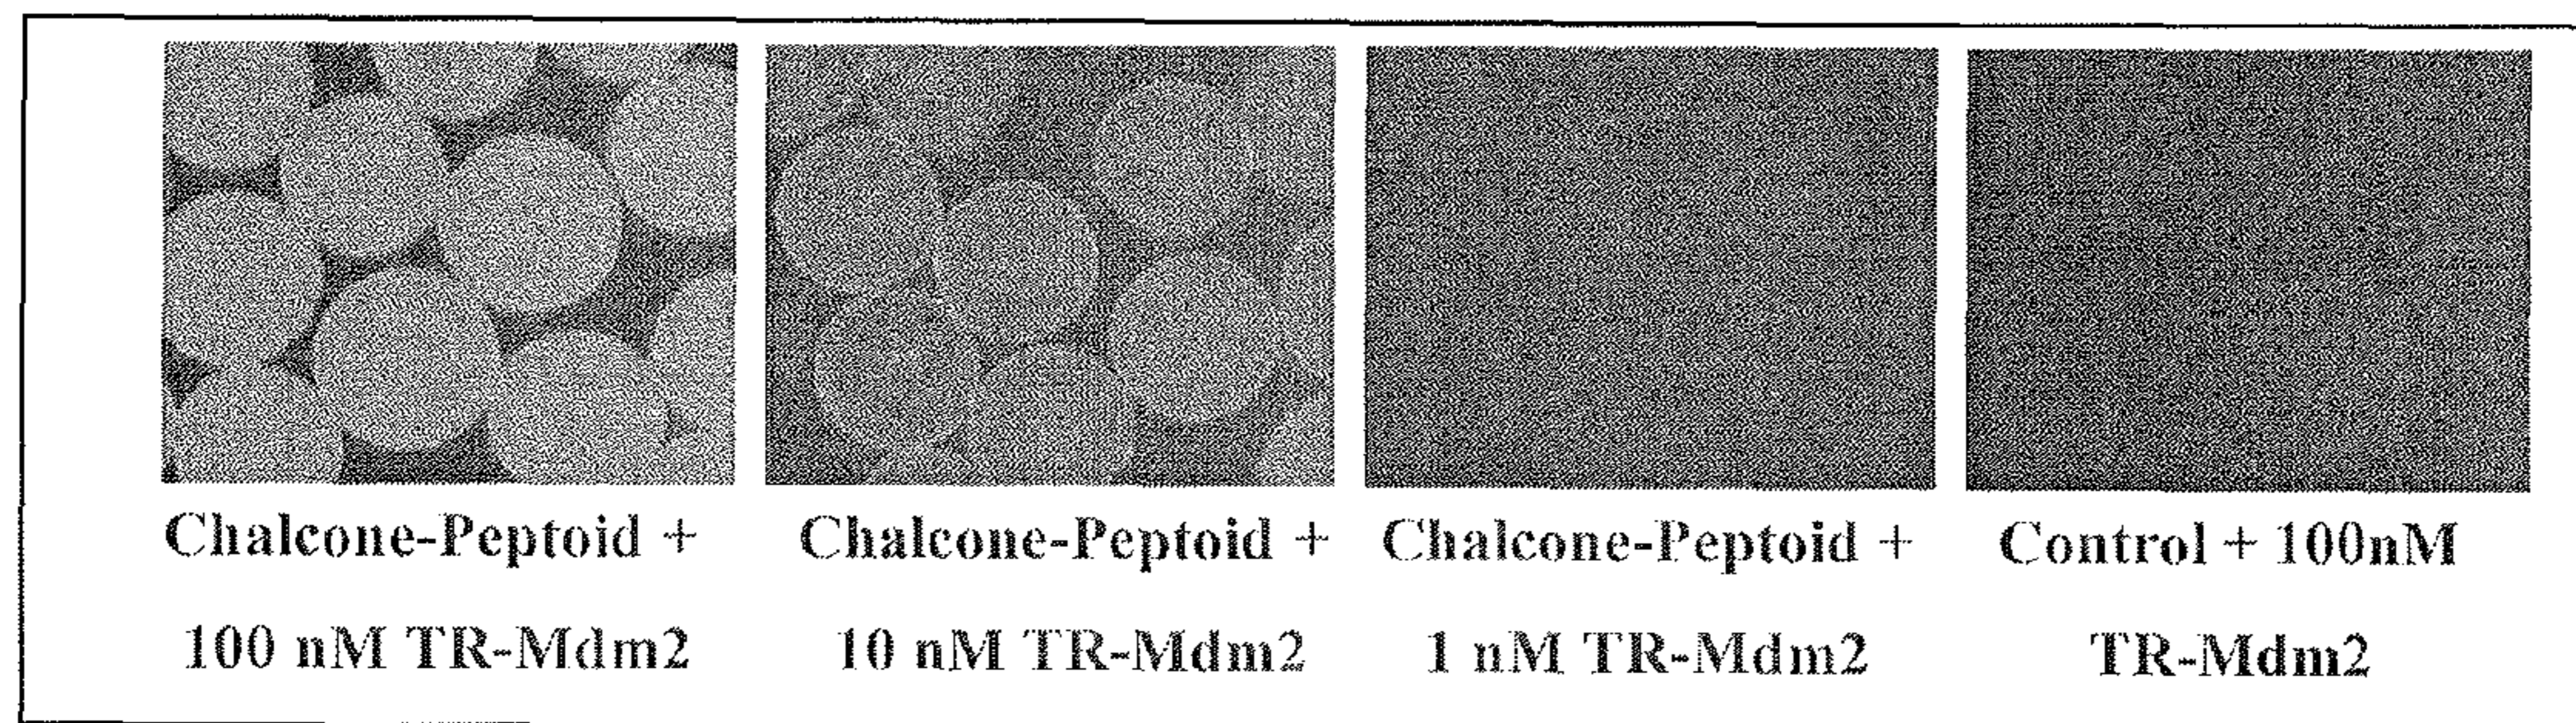 Chalcone-Peptoid +
100 nM TR-Mdm2
Chalcone-Peptoid +
10 nM TR-Mdm2
Chalcone-Peptoid +
1 nM TR-Mdm2
Control + 100nM
TR-Mdm2